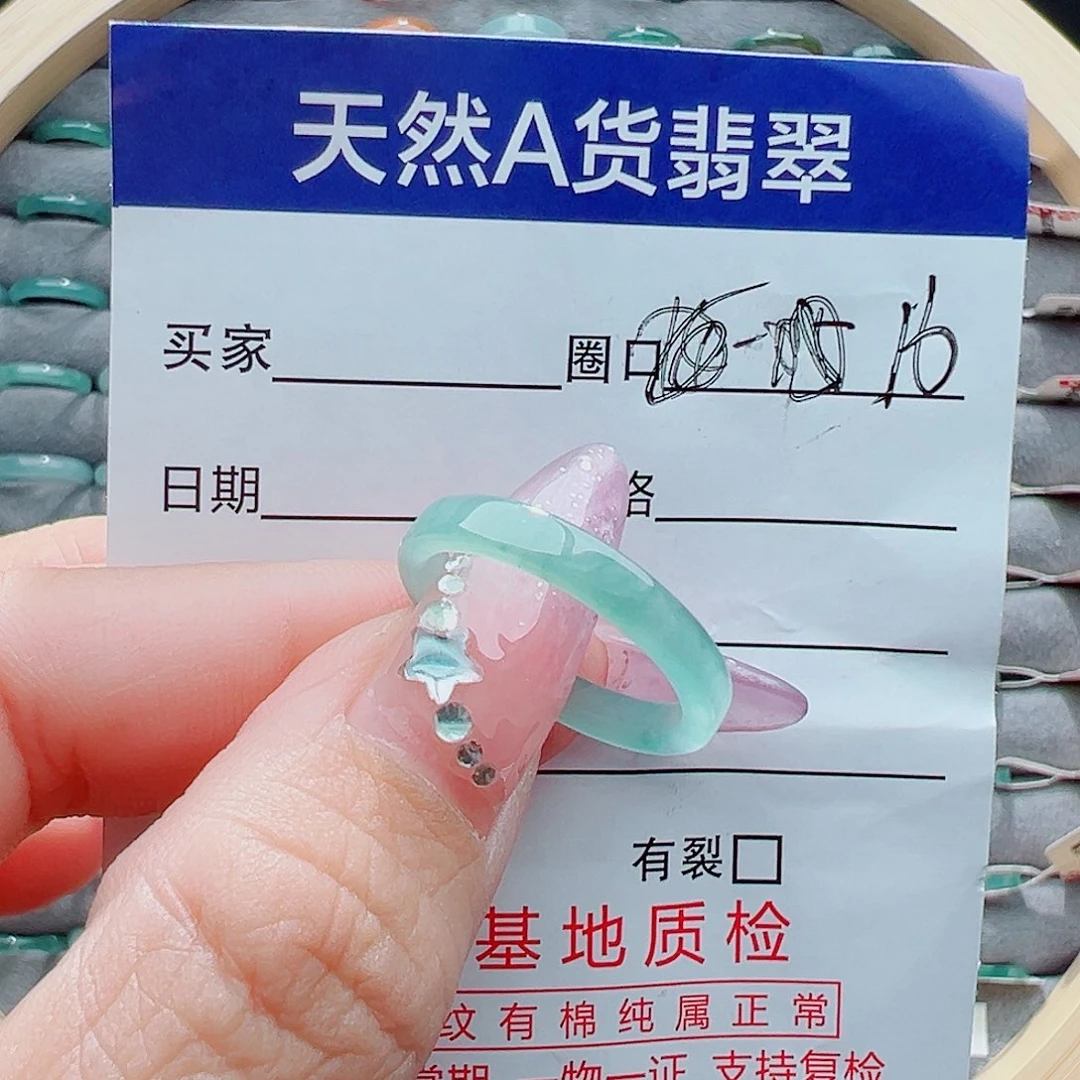 天然A货翡翠
买家 圈口 16
日期 格
有裂
基地质检
纹有棉纯属正常
一物一证 支持复检